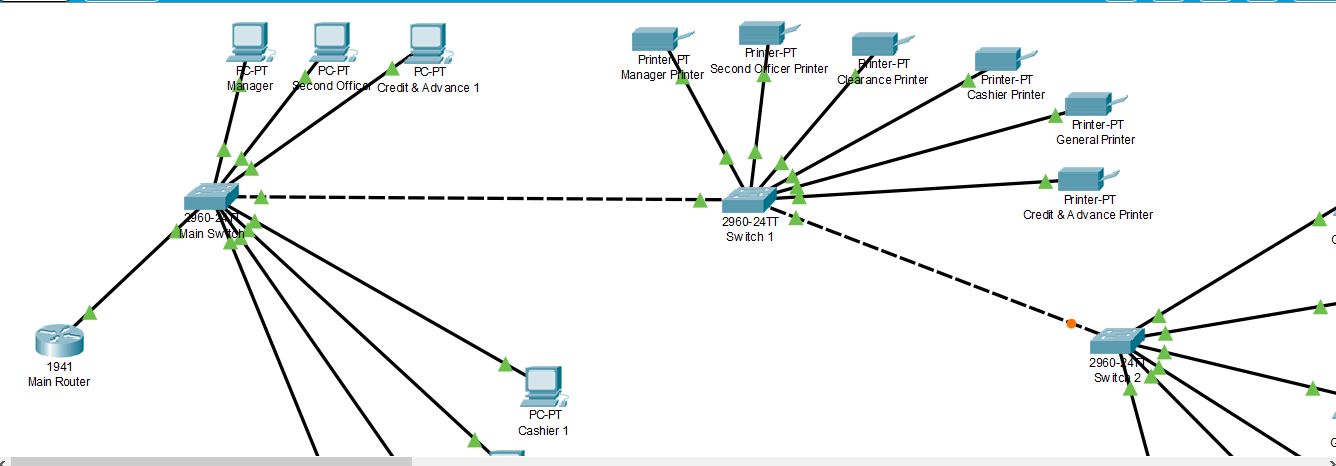 PC-PT
Manager
PC-PT
Second Officer
PC-PT
Credit & Advance 1
Printer-PT
Manager Printer
Printer-PT
Second Officer Printer
Printer-PT
Clearance Printer
Printer-PT
Cashier Printer
Printer-PT
General Printer
Printer-PT
Credit & Advance Printer
2960-24TT
Main Switch
2960-24TT
Switch 1
1941
Main Router
2960-24TT
Switch 2
PC-PT
Cashier 1